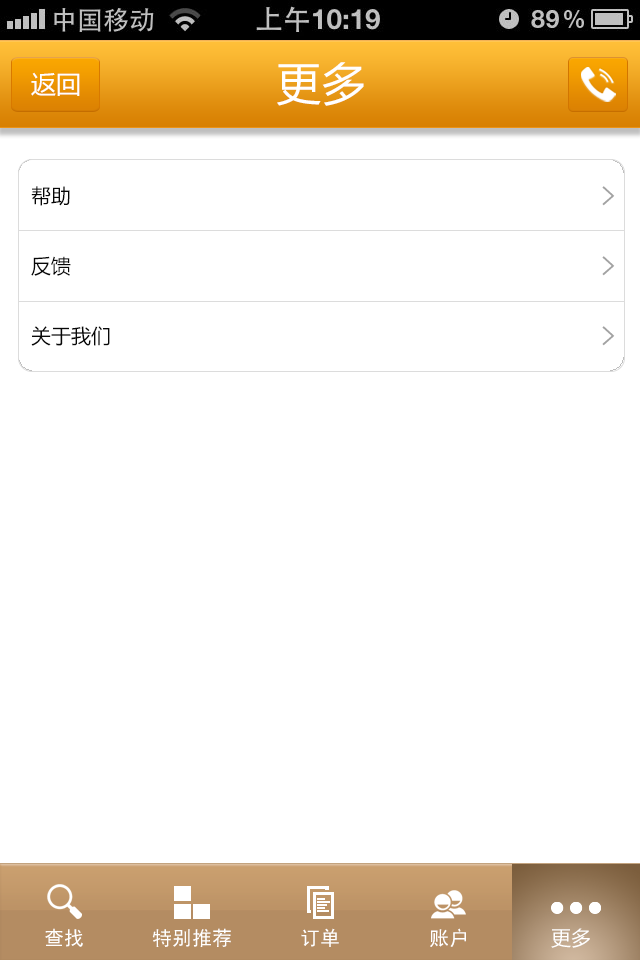 中国移动 上午10:19 89%
返回 更多
帮助
反馈
关于我们
查找 特别推荐 订单 账户 更多